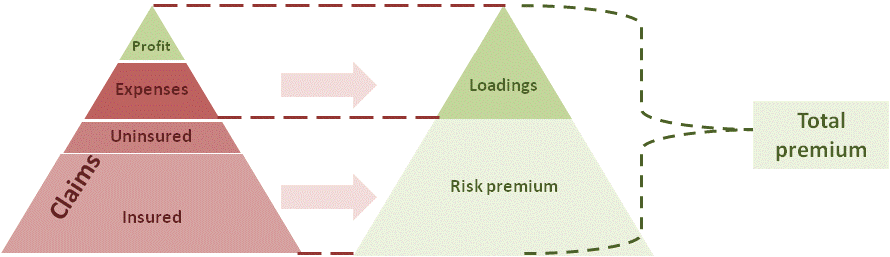 Profit
Expenses
Uninsured
Claims
Insured
Loadings
Risk premium
Total
premium